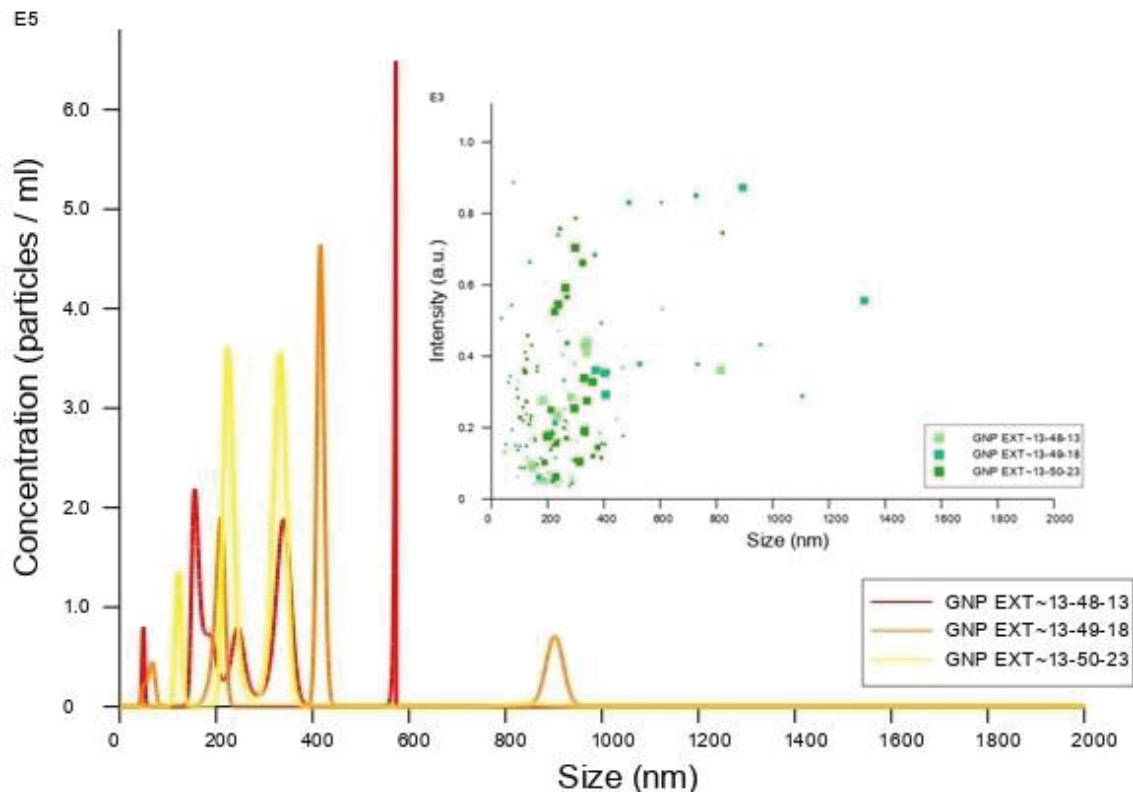 E5
6.0
5.0
4.0
3.0
2.0
1.0
0
Concentration (particles / ml)
0 200 400 600 800 1000 1200 1400 1600 1800 2000
Size (nm)
GNP EXT~13-48-13
GNP EXT~13-49-18
GNP EXT~13-50-23
E3
1.0
0.8
0.6
0.4
0.2
0
Intensity (a.u.)
0 200 400 600 800 1000 1200 1400 1600 1800 2000
Size (nm)
GNP EXT~13-48-13
GNP EXT~13-49-18
GNP EXT~13-50-23